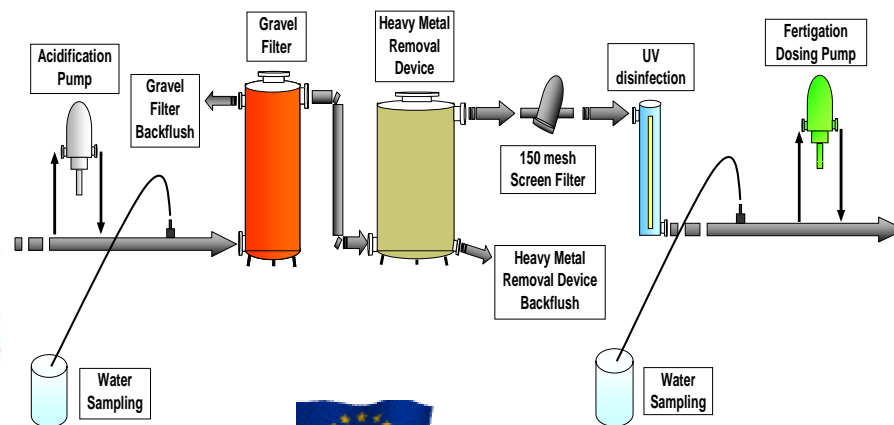 Acidification
Pump
Gravel
Filter
Backflush
Gravel
Filter
Heavy Metal
Removal
Device
150 mesh
Screen Filter
UV
disinfection
Fertigation
Dosing Pump
Heavy Metal
Removal Device
Backflush
Water
Sampling
Water
Sampling